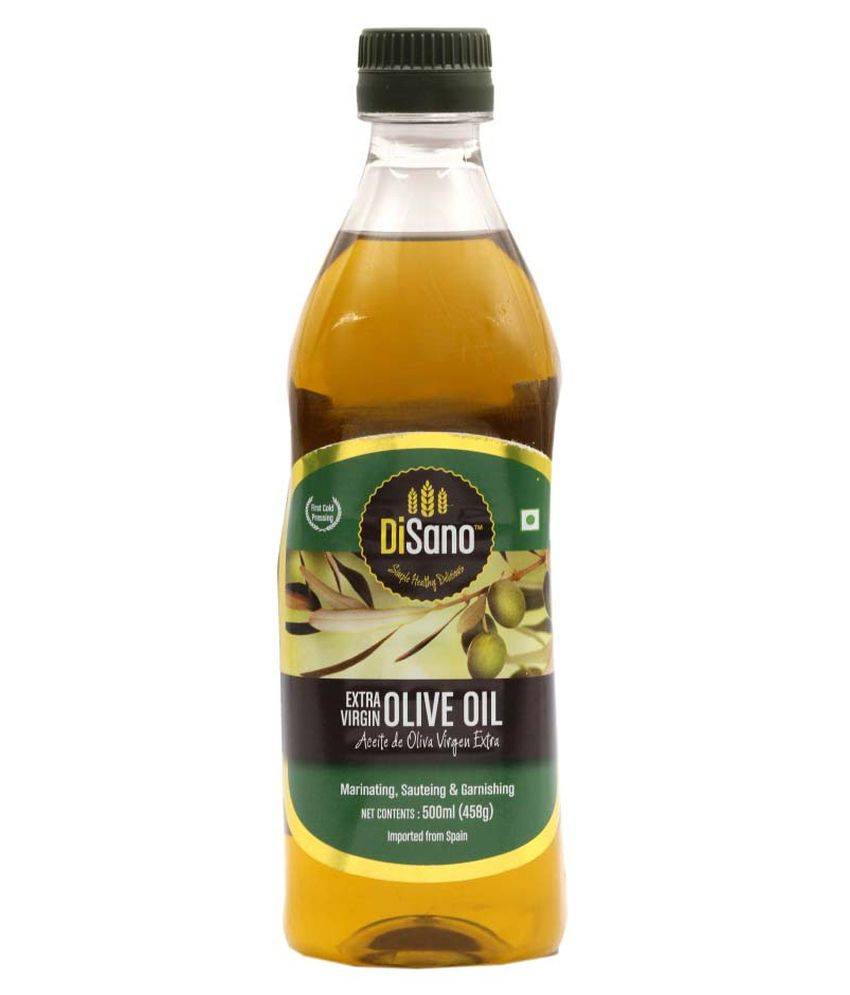 First Cold
Pressing
DiSano™
Simple Healthy Delicious
EXTRA
VIRGIN
OLIVE OIL
Aceite de Oliva Virgen Extra
Marinating, Sauteing & Garnishing
NET CONTENTS : 500ml (458g)
Imported from Spain